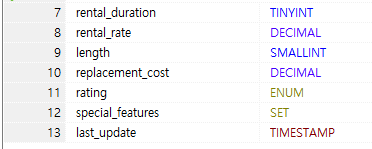 7 rental_duration TINYINT
8 rental_rate DECIMAL
9 length SMALLINT
10 replacement_cost DECIMAL
11 rating ENUM
12 special_features SET
13 last_update TIMESTAMP